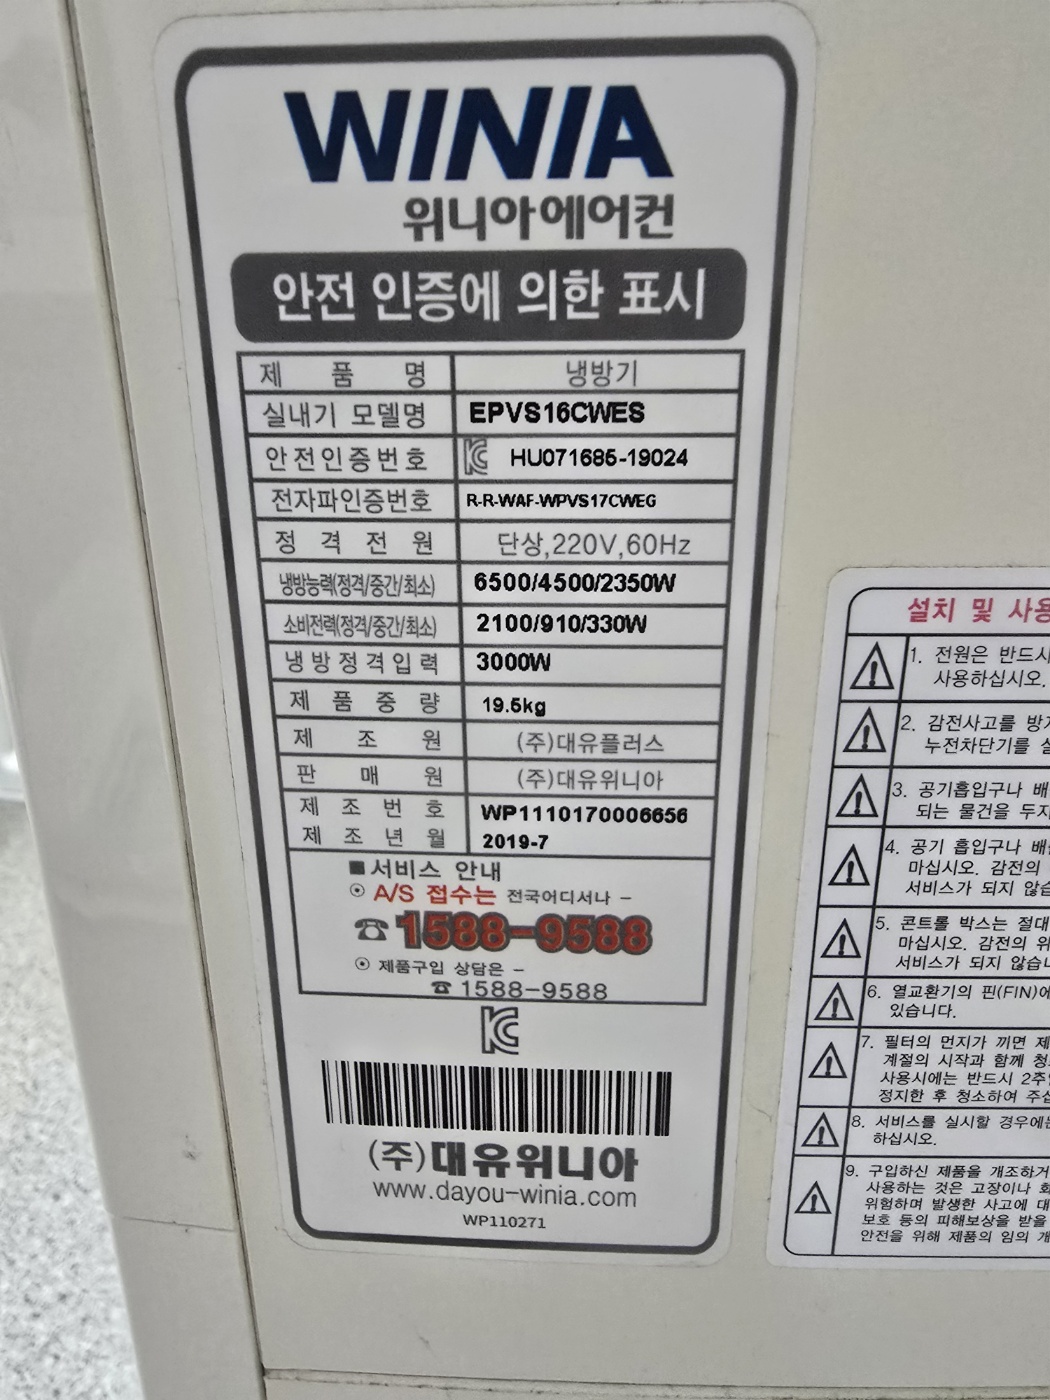 WINIA
위니아에어컨
안전 인증에 의한 표시
제 품 명 냉방기
실내기 모델명 EPVS16CWES
안전인증번호 HU071685-19024
전자파인증번호 R-R-WAF-WPVS17CWEG
정 격 전 원 단상,220V,60Hz
냉방능력(정격/중간/최소) 6500/4500/2350W
소비전력(정격/중간/최소) 2100/910/330W
냉방정격입력 3000W
제 품 중 량 19.5kg
제 조 원 (주)대유플러스
판 매 원 (주)대유위니아
제 조 번 호 WP1110170006656
제 조 년 월 2019-7
■서비스 안내
⊙ A/S 접수는 전국어디서나 –
☎1588-9588
⊙ 제품구입 상담은 –
☎1588-9588
KC
(주)대유위니아
www.dayou-winia.com
WP110271
설치 및
1. 전원은
사용하십시오.
2. 감전사고를
누전차단기를
3. 공기흡입구나
되는 물건을
4. 공기 흡입구나
마십시오. 감전의
서비스가 되지
5. 콘트롤 박스는 절대
마십시오. 감전의
서비스가 되지
6. 열교환기의 핀(FIN)에
있습니다.
7. 필터의 먼지가 끼면
계절의 시작과 함께
사용시에는 반드시
정지한 후 청소하여
8. 서비스를 실시할
하십시오.
9. 구입하신 제품을
사용하는 것은 고장이나
위험하며 발생한 사고에
보호 등의 피해보상을 받을
안전을 위해 제품의 임의